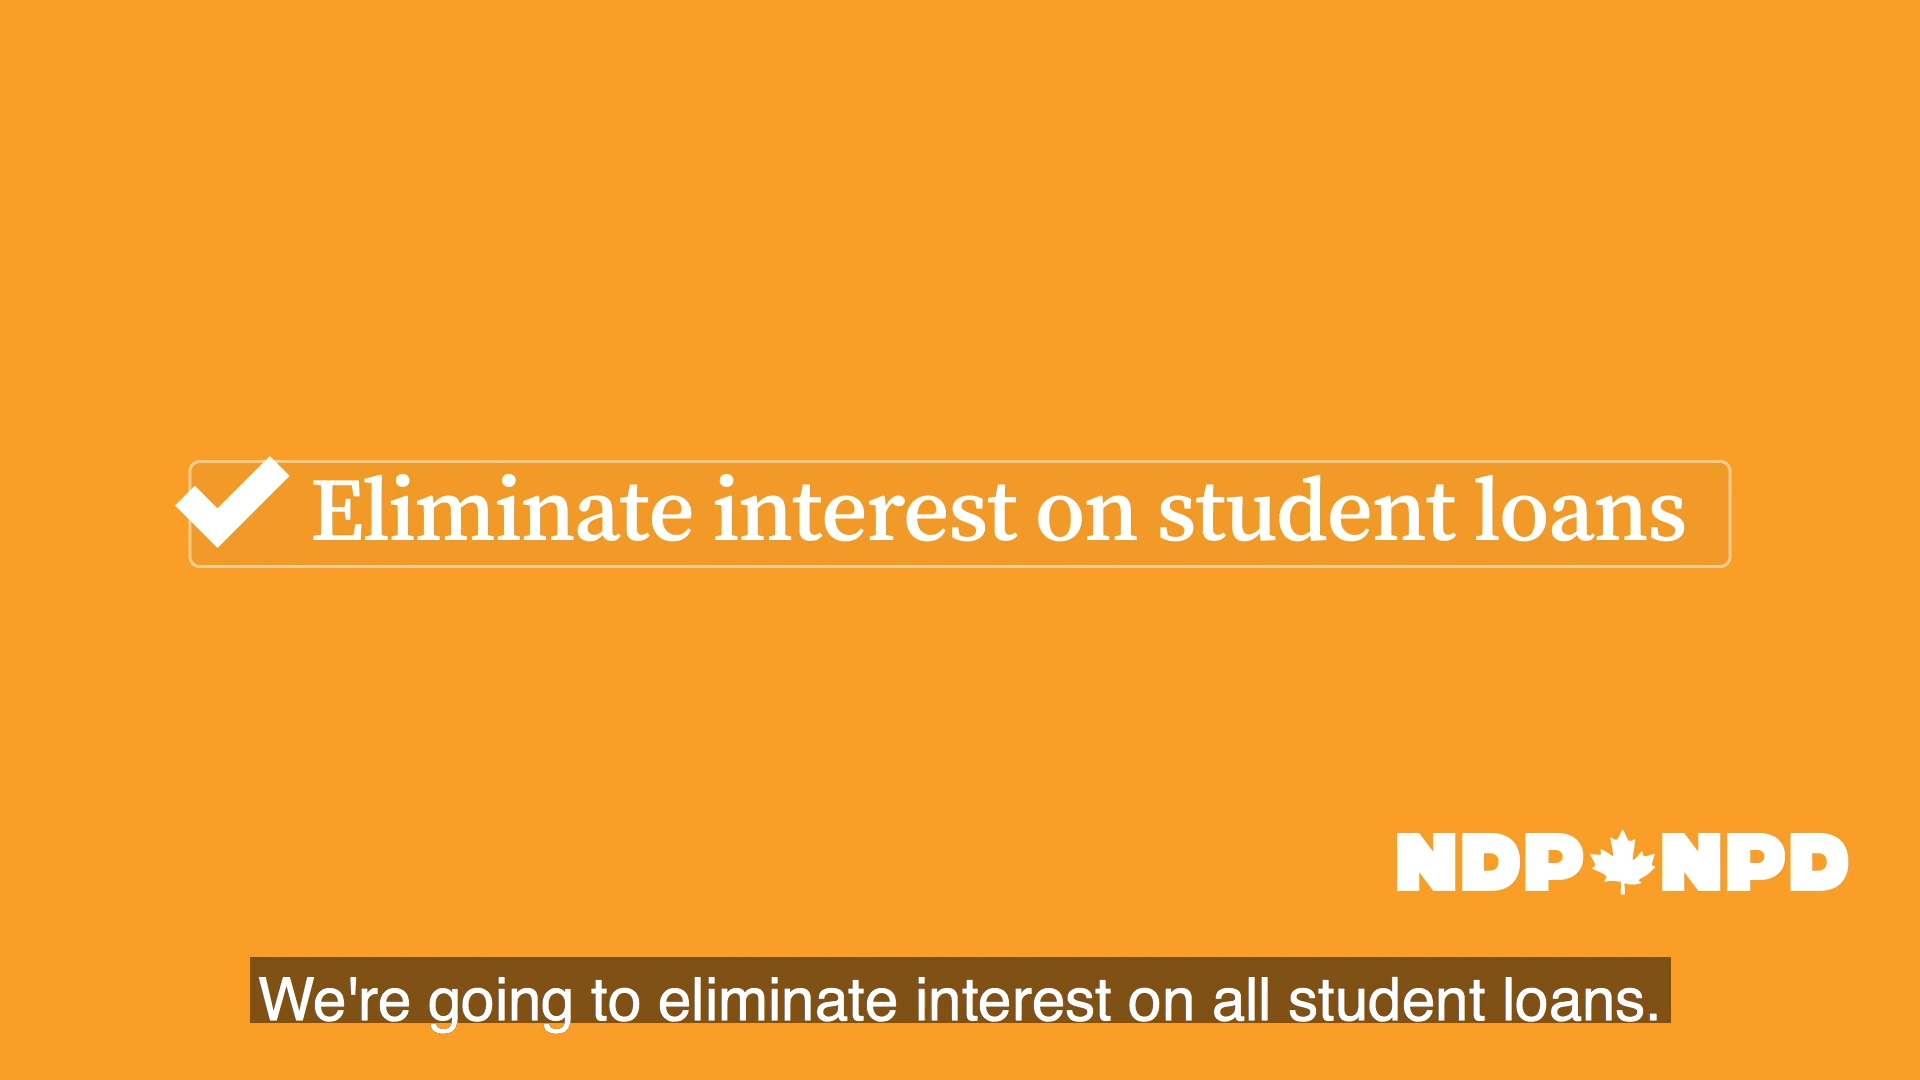 Eliminate interest on student loans
NDP NPD
We're going to eliminate interest on all student loans.